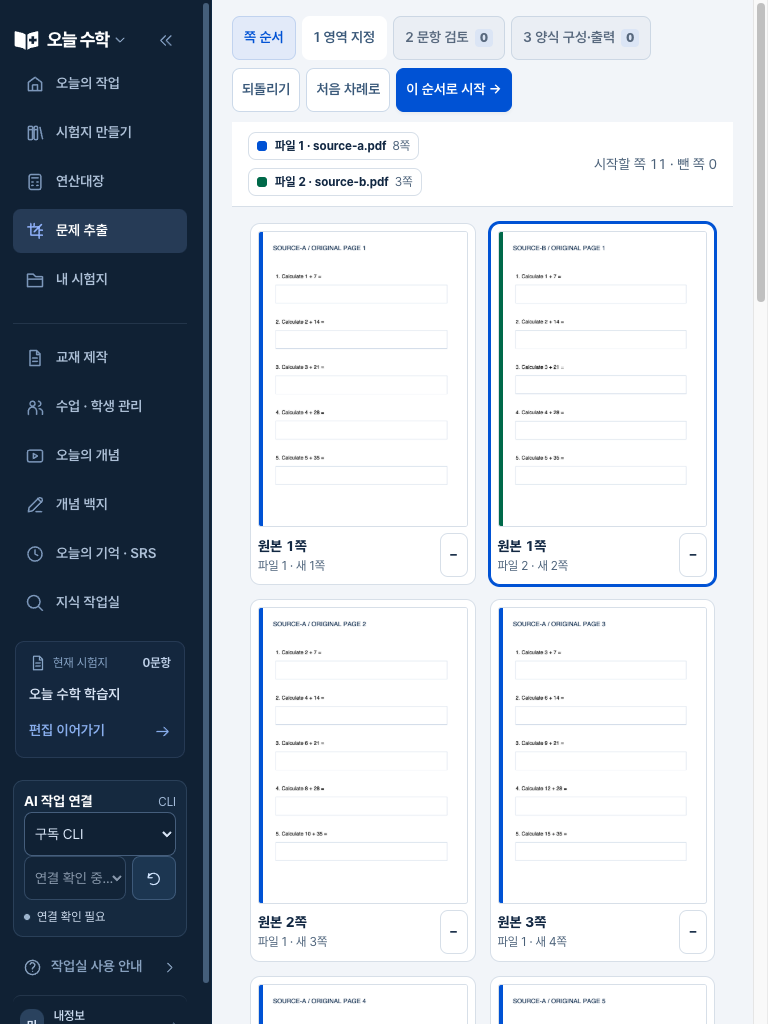 오늘 수학
오늘의 작업
시험지 만들기
연산대장
문제 추출
내 시험지
교재 제작
수업 · 학생 관리
오늘의 개념
개념 백지
오늘의 기억 · SRS
지식 작업실
현재 시험지 0문항
오늘 수학 학습지
편집 이어가기 →
AI 작업 연결 CLI
구독 CLI
연결 확인 중...
연결 확인 필요
작업실 사용 안내
내정보
쪽 순서
1 영역 지정
2 문항 검토 0
3 양식 구성·출력 0
되돌리기
처음 차례로
이 순서로 시작 →
파일 1 · source-a.pdf 8쪽
파일 2 · source-b.pdf 3쪽
시작할 쪽 11 · 뺀 쪽 0
SOURCE-A / ORIGINAL PAGE 1
1. Calculate 1 + 7 =
2. Calculate 2 + 14 =
3. Calculate 3 + 21 =
4. Calculate 4 + 28 =
5. Calculate 5 + 35 =
원본 1쪽
파일 1 · 새 1쪽
−
SOURCE-B / ORIGINAL PAGE 1
1. Calculate 1 + 7 =
2. Calculate 2 + 14 =
3. Calculate 3 + 21 =
4. Calculate 4 + 28 =
5. Calculate 5 + 35 =
원본 1쪽
파일 2 · 새 2쪽
−
SOURCE-A / ORIGINAL PAGE 2
1. Calculate 2 + 7 =
2. Calculate 4 + 14 =
3. Calculate 6 + 21 =
4. Calculate 8 + 28 =
5. Calculate 10 + 35 =
원본 2쪽
파일 1 · 새 3쪽
−
SOURCE-A / ORIGINAL PAGE 3
1. Calculate 3 + 7 =
2. Calculate 6 + 14 =
3. Calculate 9 + 21 =
4. Calculate 12 + 28 =
5. Calculate 15 + 35 =
원본 3쪽
파일 1 · 새 4쪽
−
SOURCE-A / ORIGINAL PAGE 4
SOURCE-A / ORIGINAL PAGE 5